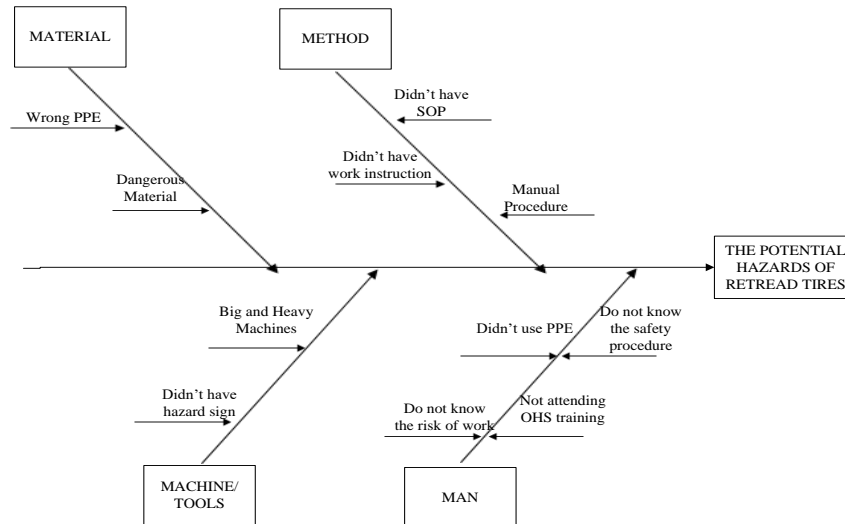 MATERIAL
METHOD
Wrong PPE
Dangerous
Material
Didn’t have
SOP
Didn’t have
work instruction
Manual
Procedure
THE POTENTIAL
HAZARDS OF
RETREAD TIRES
Big and Heavy
Machines
Didn’t have
hazard sign
Didn’t use PPE
Do not know
the safety
procedure
Do not know
the risk of work
Not attending
OHS training
MACHINE/
TOOLS
MAN